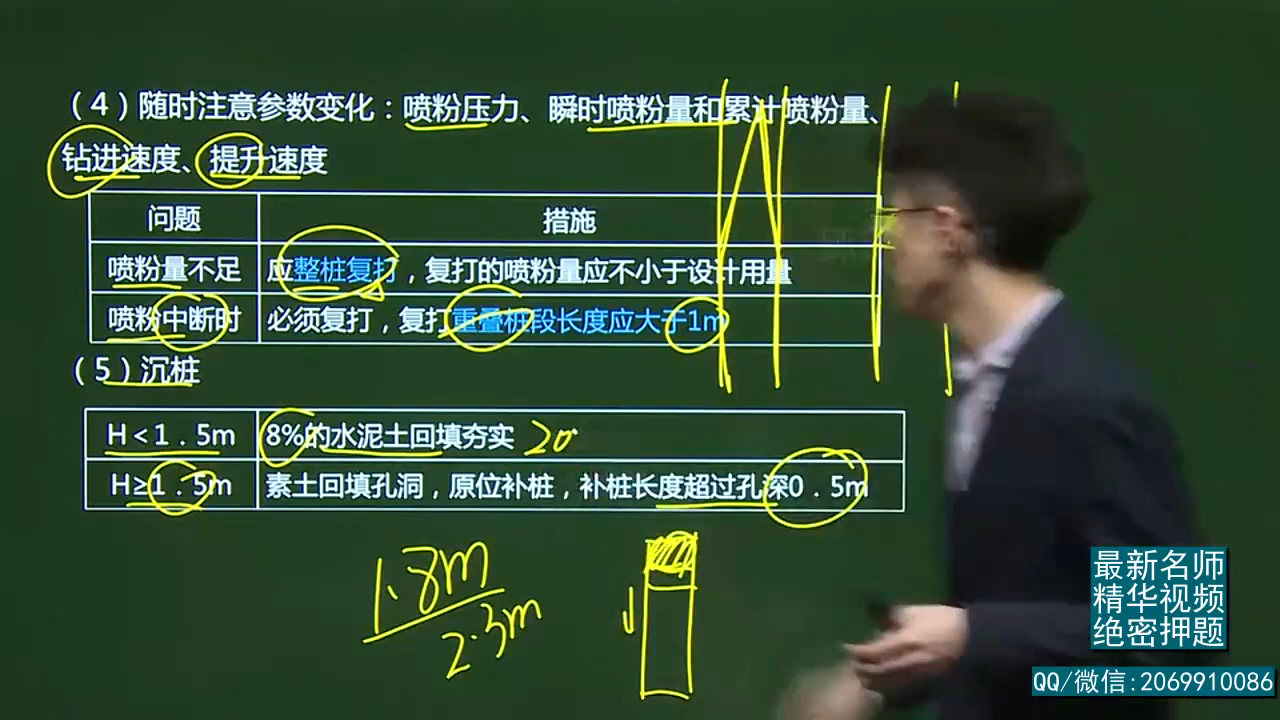 （4）随时注意参数变化：喷粉压力、瞬时喷粉量和累计喷粉量、
钻进速度、提升速度
问题
措施
喷粉量不足
应整桩复打，复打的喷粉量应不小于设计用量
喷粉中断时
必须复打，复打重叠桩段长度应大于1m
（5）沉桩
H＜1．5m
8%的水泥土回填夯实
20
H≥1．5m
素土回填孔洞，原位补桩，补桩长度超过孔深0．5m
1.8m
2.3m
最新名师
精华视频
绝密押题
QQ/微信:2069910086